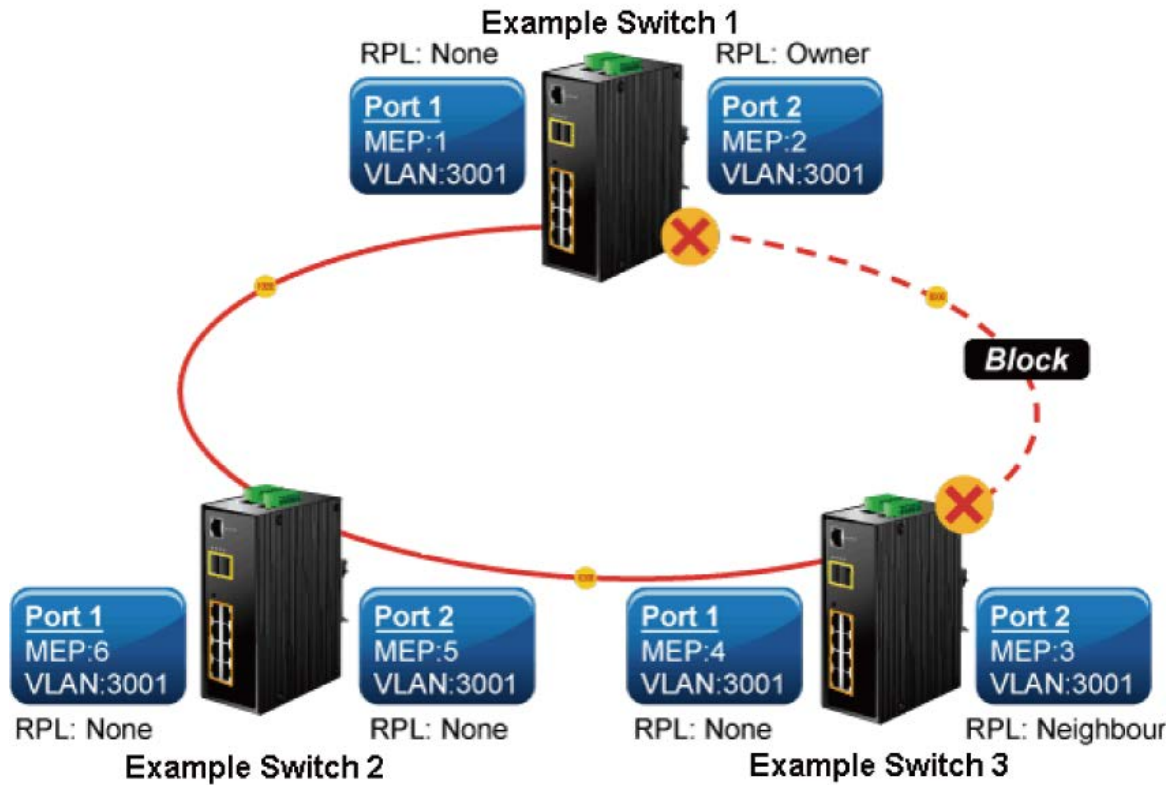 Example Switch 1
RPL: None
RPL: Owner
Port 1
MEP:1
VLAN:3001
Port 2
MEP:2
VLAN:3001
Block
Port 1
MEP:6
VLAN:3001
RPL: None
Port 2
MEP:5
VLAN:3001
RPL: None
Example Switch 2
Port 1
MEP:4
VLAN:3001
RPL: None
Port 2
MEP:3
VLAN:3001
RPL: Neighbour
Example Switch 3